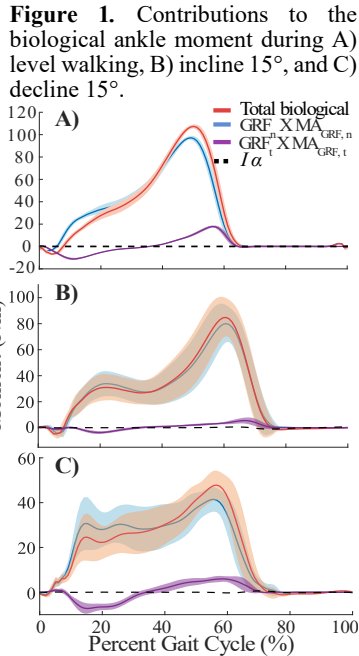 Figure 1. Contributions to the
biological ankle moment during A)
level walking, B) incline 15°, and C)
decline 15°.
A)
120
100
80
60
40
20
0
-20
Total biological
GRF_n X MA_GRF, n
GRF_t X MA_GRF, t
Iα
B)
100
80
60
40
20
0
C)
60
40
20
0
0 20 40 60 80 100
Percent Gait Cycle (%)